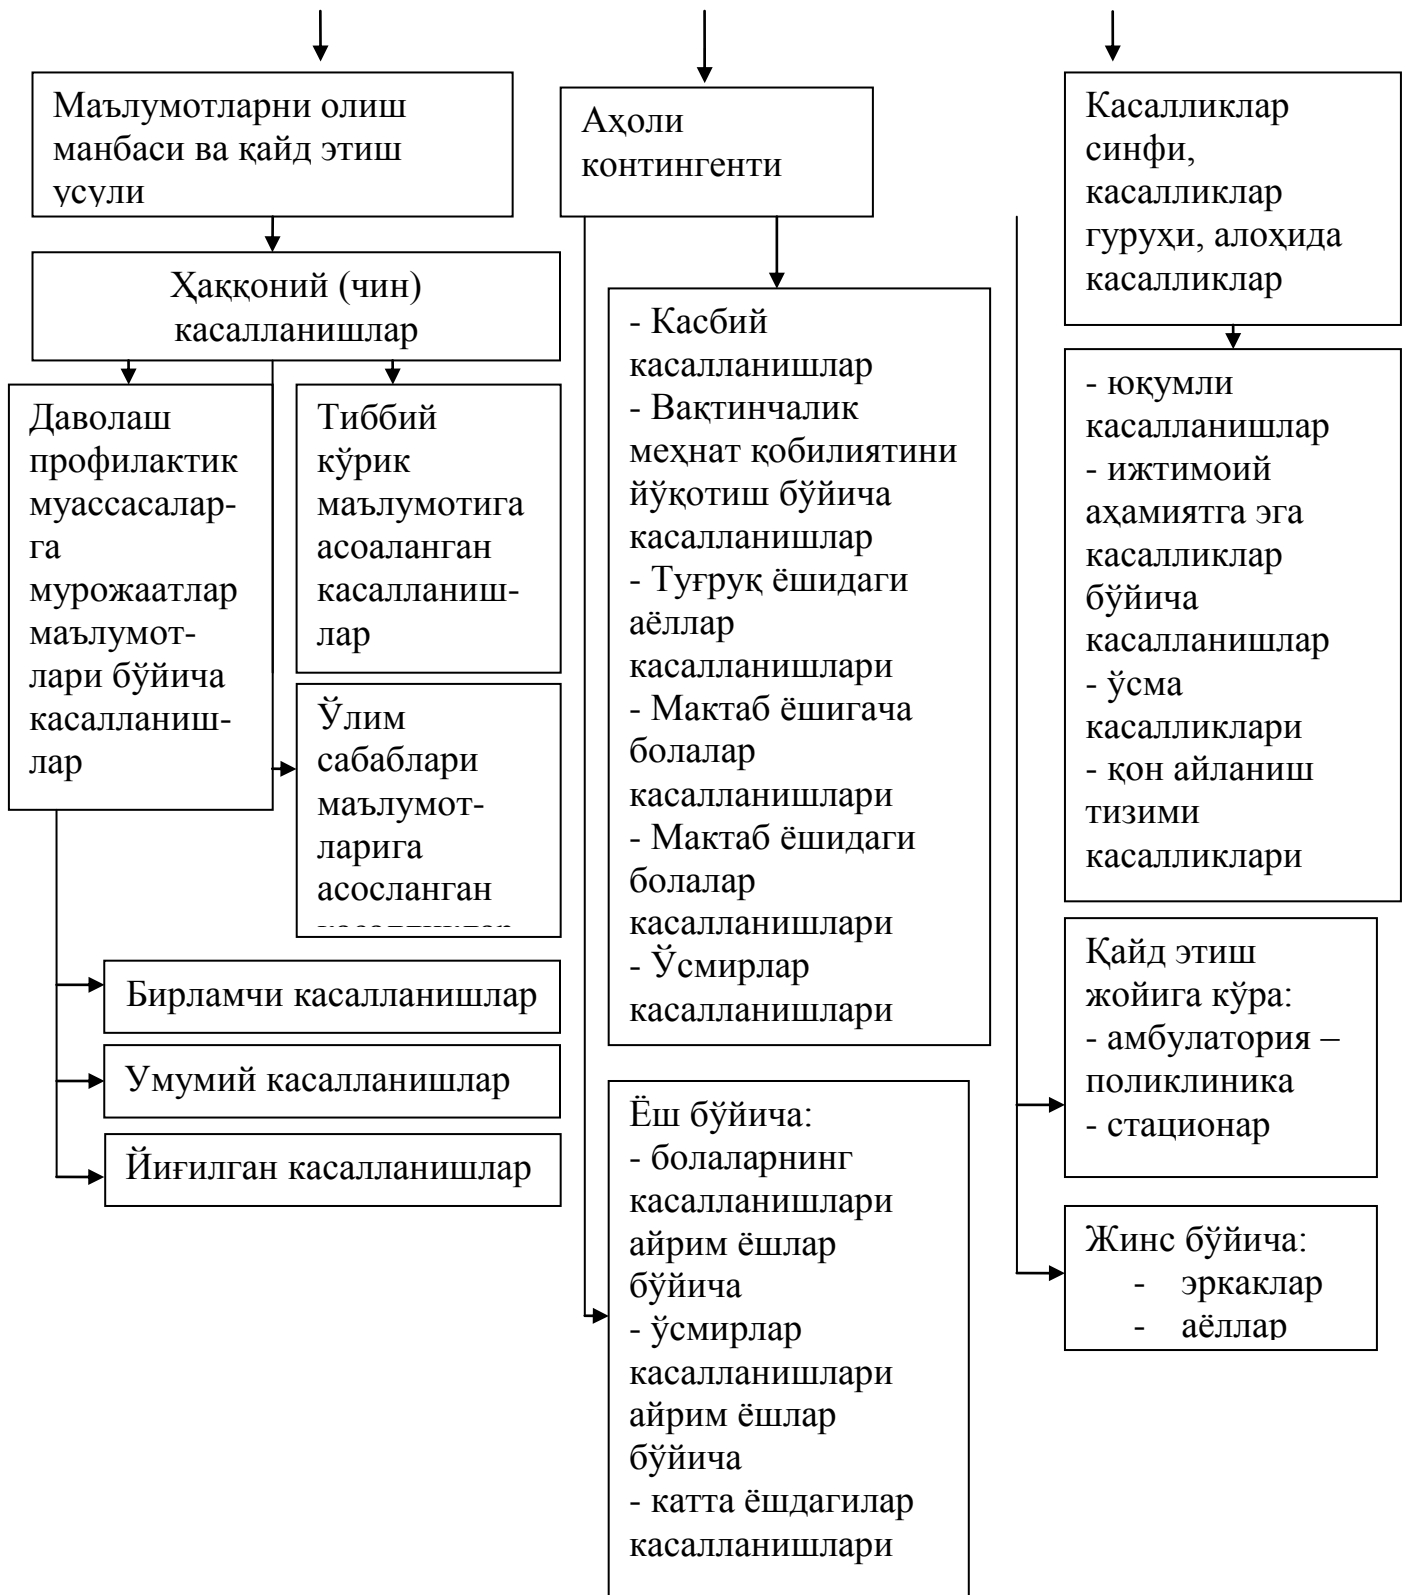 Маълумотларни олиш
манбаси ва қайд этиш
усули
Ҳаққоний (чин)
касалланишлар
Даволаш
профилактик
муассасалар-
га
мурожаатлар
маълумот-
лари бўйича
касалланиш-
лар
Тиббий
кўрик
маълумотига
асоаланган
касалланиш-
лар
Ўлим
сабаблари
маълумот-
ларига
асосланган
Бирламчи касалланишлар
Умумий касалланишлар
Йиғилган касалланишлар
Аҳоли
контингенти
- Касбий
касалланишлар
- Вақтинчалик
меҳнат қобилиятини
йўқотиш бўйича
касалланишлар
- Туғруқ ёшидаги
аёллар
касалланишлари
- Мактаб ёшигача
болалар
касалланишлари
- Мактаб ёшидаги
болалар
касалланишлари
- Ўсмирлар
касалланишлари
Ёш бўйича:
- болаларнинг
касалланишлари
айрим ёшлар
бўйича
- ўсмирлар
касалланишлари
айрим ёшлар
бўйича
- катта ёшдагилар
касалланишлари
Касалликлар
синфи,
касалликлар
гуруҳи, алоҳида
касалликлар
- юқумли
касалланишлар
- ижтимоий
аҳамиятга эга
касалликлар
бўйича
касалланишлар
- ўсма
касалликлари
- қон айланиш
тизими
касалликлари
Қайд этиш
жойига кўра:
- амбулатория –
поликлиника
- стационар
Жинс бўйича:
- эркаклар
- аёллар